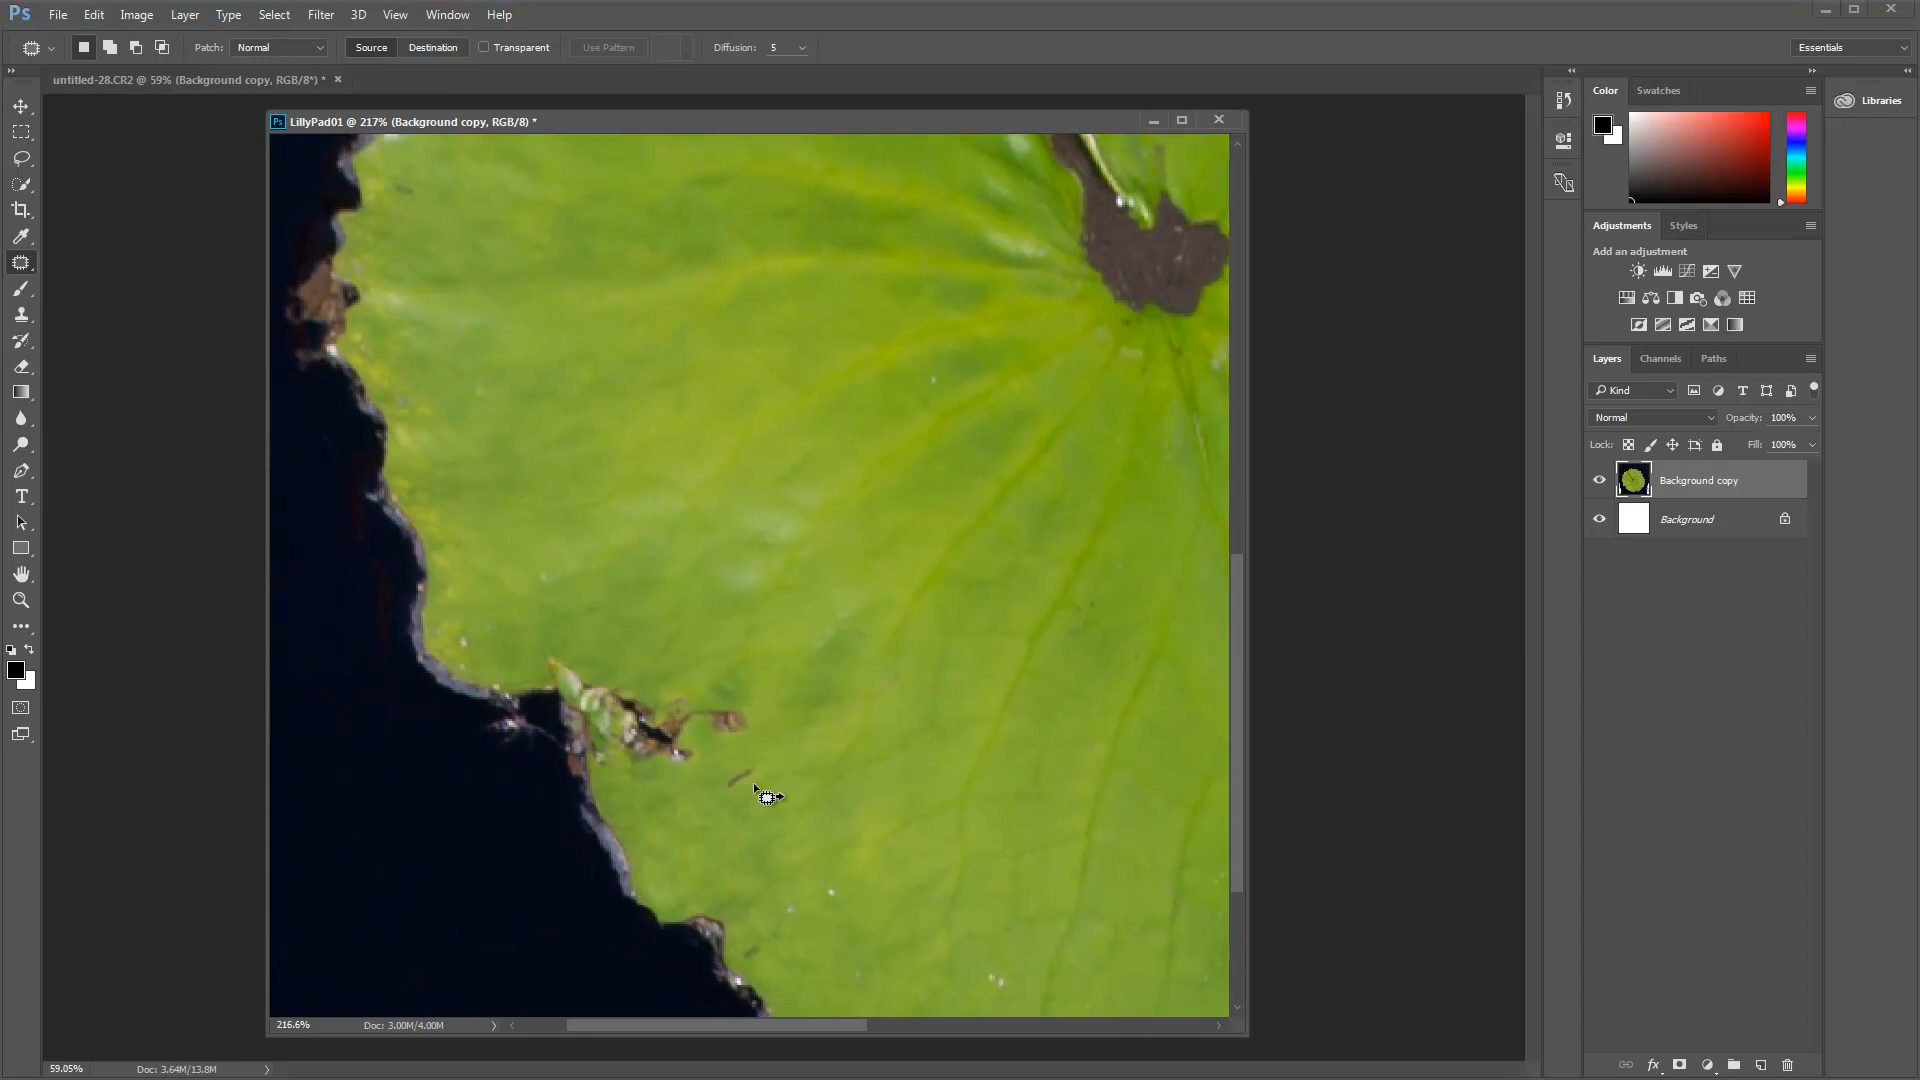 Ps File Edit Image Layer Type Select Filter 3D View Window Help
Patch: Normal Source Destination Transparent Use Pattern Diffusion: 5 Essentials
untitled-28.CR2 @ 59% (Background copy, RGB/8*) *
Color Swatches
Libraries
Ps LillyPad01 @ 217% (Background copy, RGB/8) *
Adjustments Styles
Add an adjustment
Layers Channels Paths
Kind
Normal Opacity: 100%
Lock: Fill: 100%
Background copy
Background
216.6% Doc: 3.00M/4.00M
59.05% Doc: 3.64M/13.8M